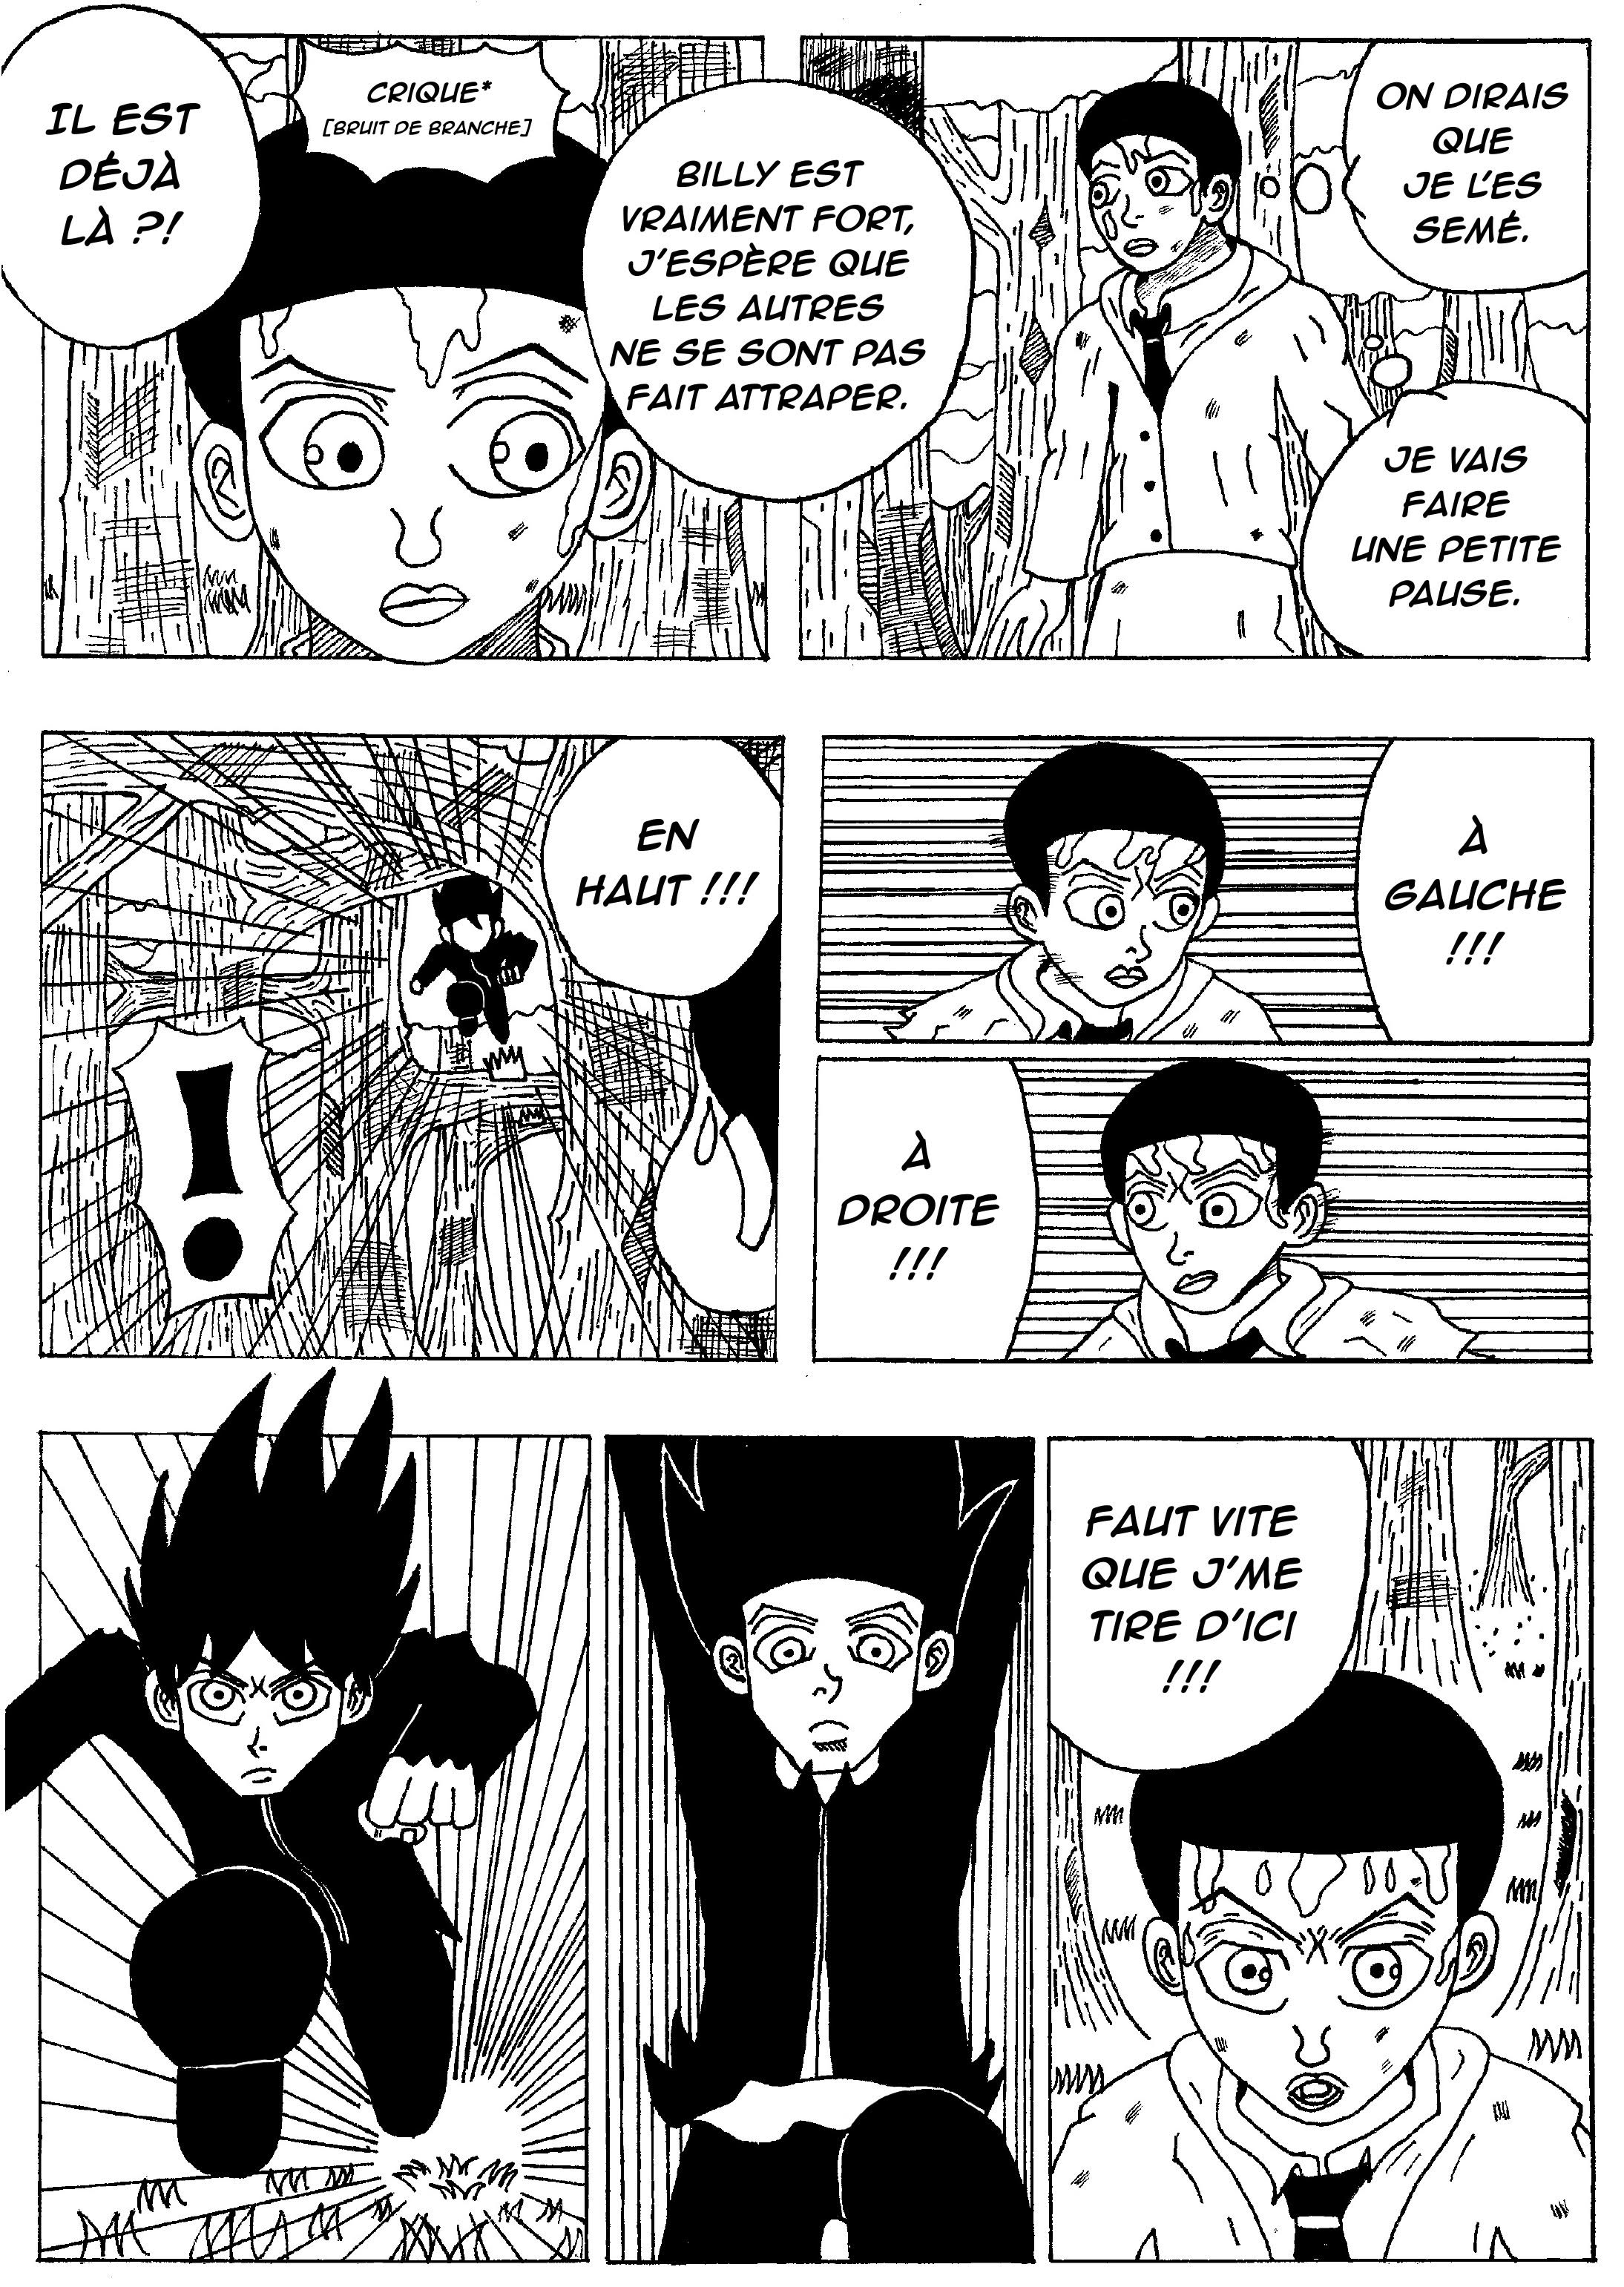 ON DIRAIS
QUE
JE L'ES
SEMÉ.
JE VAIS
FAIRE
UNE PETITE
PAUSE.
BILLY EST
VRAIMENT FORT,
J'ESPÈRE QUE
LES AUTRES
NE SE SONT PAS
FAIT ATTRAPER.
CRIQUE*
[BRUIT DE BRANCHE]
IL EST
DÉJÀ
LÀ ?!
À
GAUCHE
!!!
À
DROITE
!!!
EN
HAUT !!!
!
FAUT VITE
QUE J'ME
TIRE D'ICI
!!!